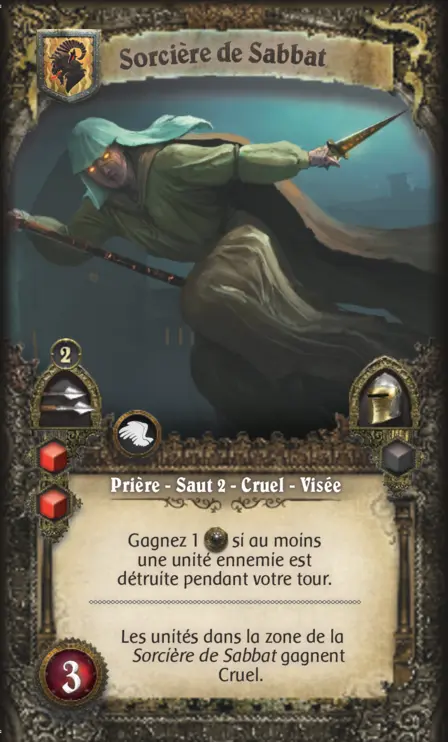 Sorcière de Sabbat
2
Prière - Saut 2 - Cruel - Visée
Gagnez 1 si au moins
une unité ennemie est
détruite pendant votre tour.
Les unités dans la zone de la
Sorcière de Sabbat gagnent
Cruel.
3